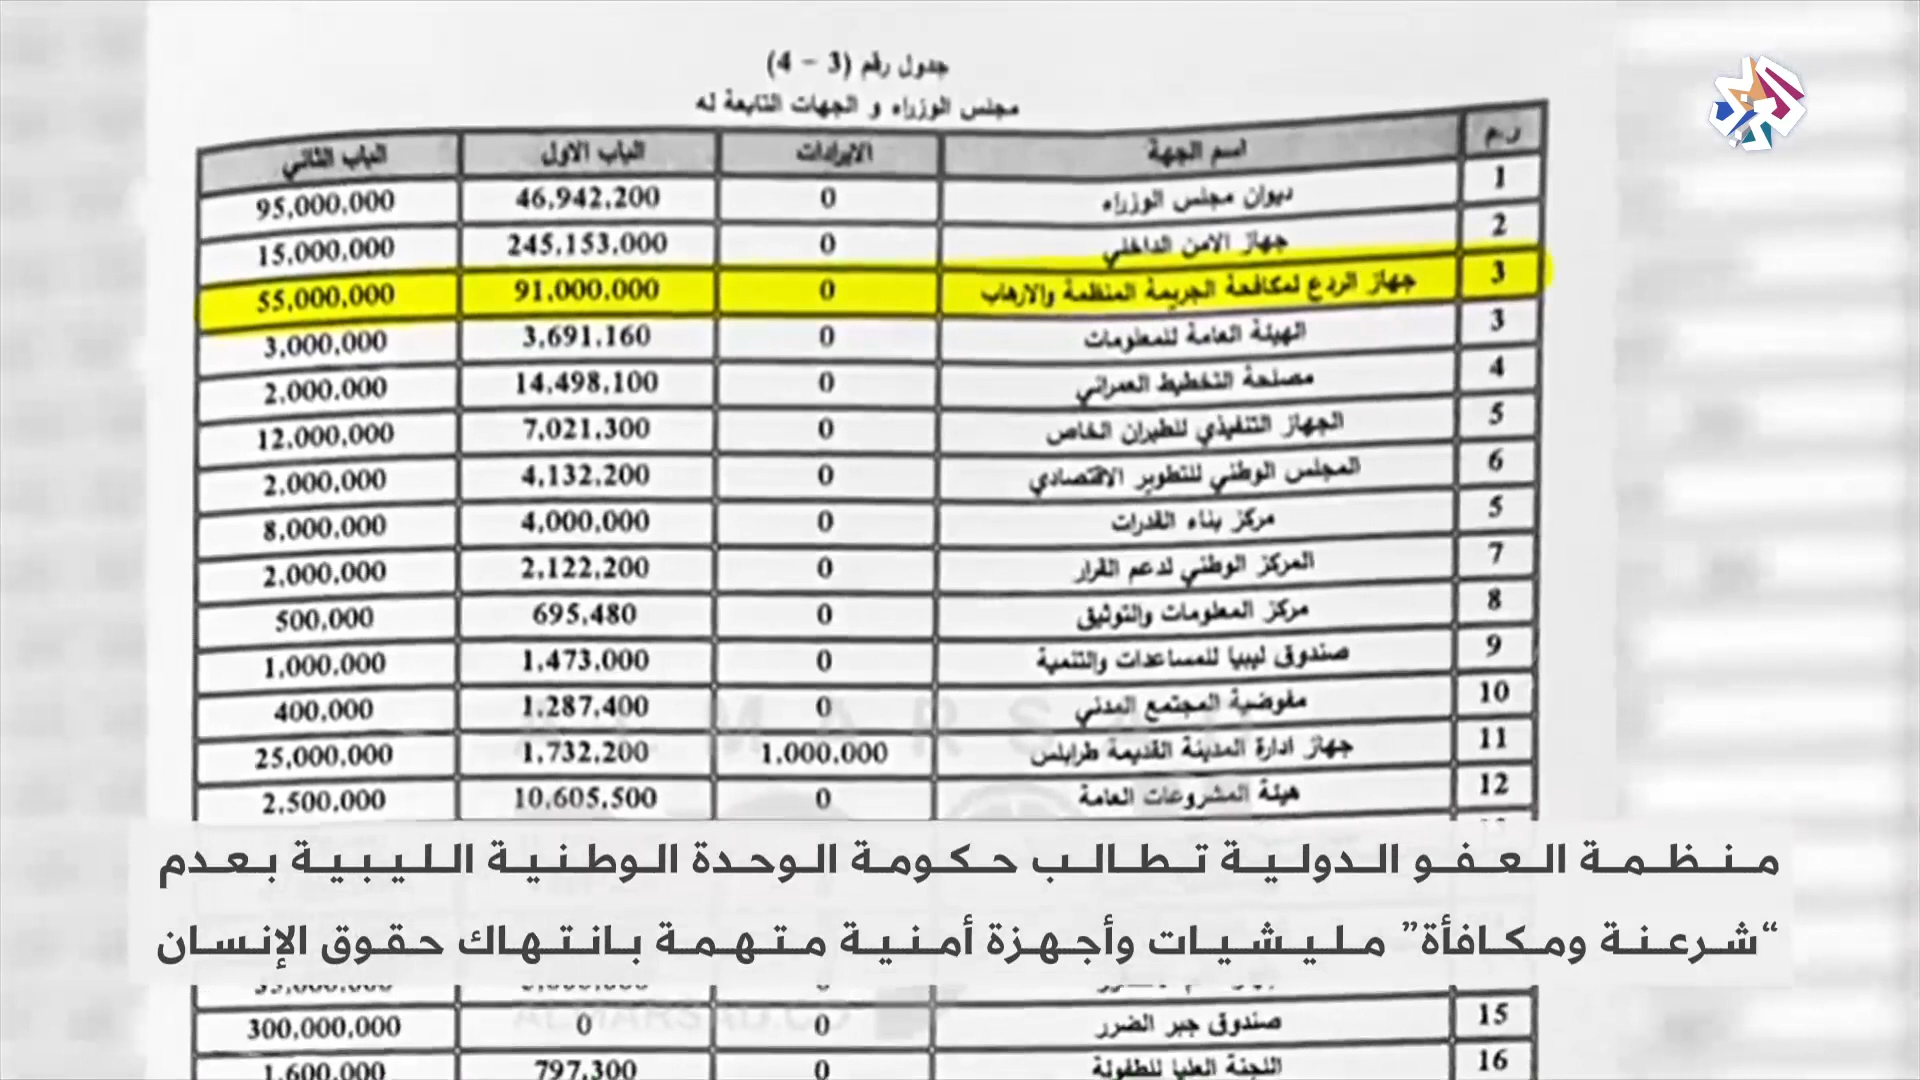 جدول رقم (3 - 4)
مجلس الوزراء و الجهات التابعة له
ر.م اسم الجهة الايرادات الباب الاول الباب الثاني
1 ديوان مجلس الوزراء 0 46,942,200 95,000,000
2 جهاز الامن الداخلي 0 245,153,000 15,000,000
3 جهاز الردع لمكافحة الجريمة المنظمة والارهاب 0 91,000,000 55,000,000
3 الهيئة العامة للمعلومات 0 3,691,160 3,000,000
4 مصلحة التخطيط العمراني 0 14,498,100 2,000,000
5 الجهاز التنفيذي للطيران الخاص 0 7,021,300 12,000,000
6 المجلس الوطني للتطوير الاقتصادي 0 4,132,200 2,000,000
5 مركز بناء القدرات 0 4,000,000 8,000,000
7 المركز الوطني لدعم القرار 0 2,122,200 2,000,000
8 مركز المعلومات والتوثيق 0 695,480 500,000
9 صندوق ليبيا للمساعدات والتنمية 0 1,473,000 1,000,000
10 مفوضية المجتمع المدني 0 1,287,400 400,000
11 جهاز ادارة المدينة القديمة طرابلس 1,000,000 1,732,200 25,000,000
12 هيئة المشروعات العامة 0 10,605,500 2,500,000
ALMARSAD
منظمة العفو الدولية تطالب حكومة الوحدة الوطنية الليبية بعدم
“شرعنة ومكافأة” مليشيات وأجهزة أمنية متهمة بانتهاك حقوق الإنسان
ALMARSAD.CO
15 صندوق جبر الضرر 0 0 300,000,000
16 اللجنة العليا للطفولة 0 797,300 1,600,000